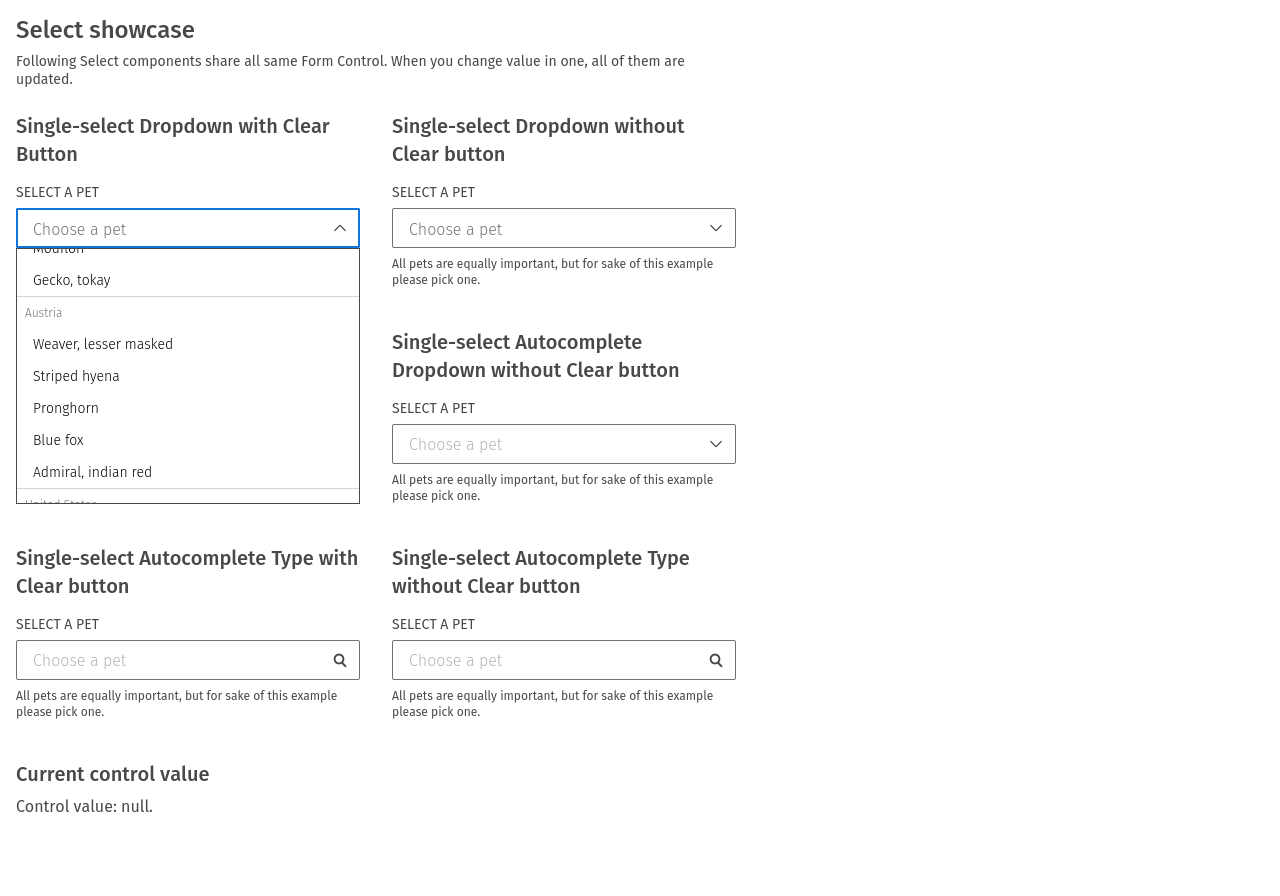 Select showcase
Following Select components share all same Form Control. When you change value in one, all of them are
updated.
Single-select Dropdown with Clear
Button
SELECT A PET
Choose a pet
Mouflon
Gecko, tokay
Austria
Weaver, lesser masked
Striped hyena
Pronghorn
Blue fox
Admiral, indian red
United States
Single-select Dropdown without
Clear button
SELECT A PET
Choose a pet
All pets are equally important, but for sake of this example
please pick one.
Single-select Autocomplete
Dropdown without Clear button
SELECT A PET
Choose a pet
All pets are equally important, but for sake of this example
please pick one.
Single-select Autocomplete Type with
Clear button
SELECT A PET
Choose a pet
All pets are equally important, but for sake of this example
please pick one.
Single-select Autocomplete Type
without Clear button
SELECT A PET
Choose a pet
All pets are equally important, but for sake of this example
please pick one.
Current control value
Control value: null.